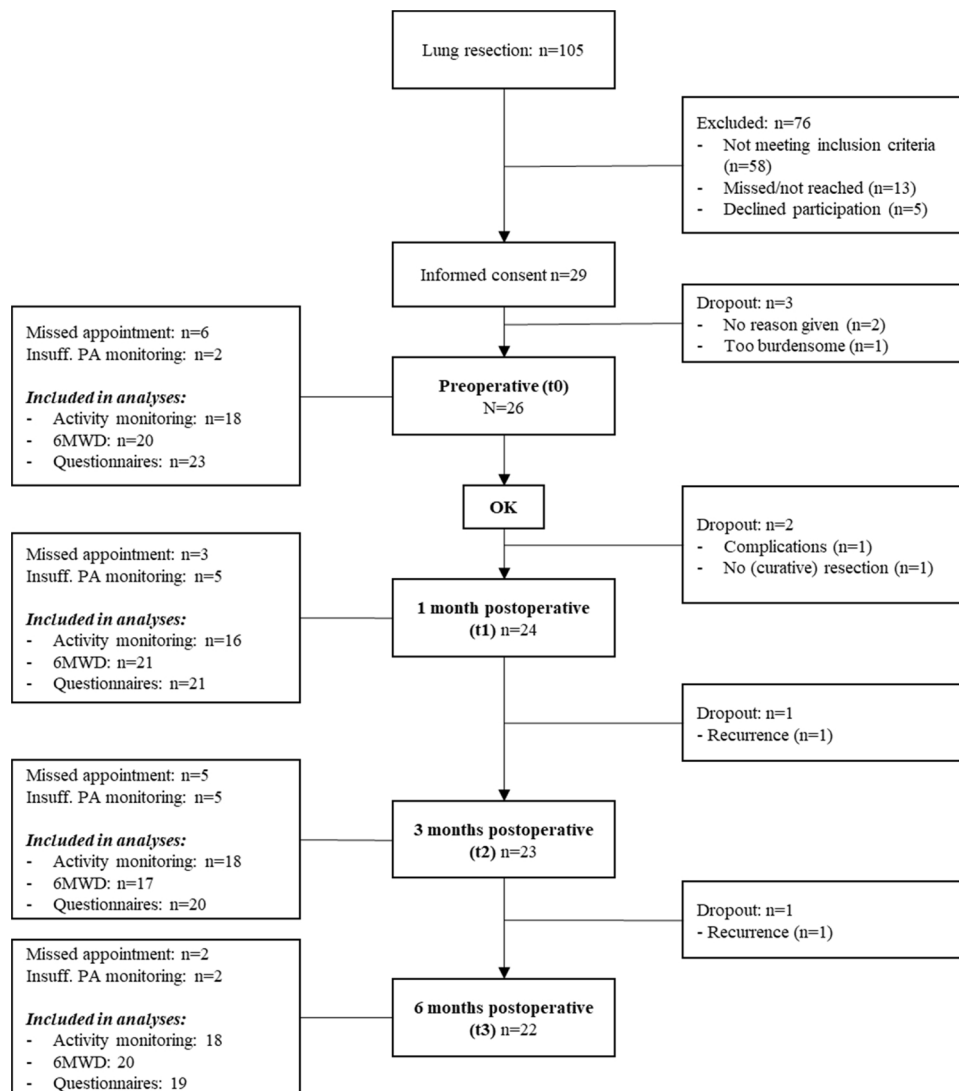 Lung resection: n=105
Excluded: n=76
- Not meeting inclusion criteria
(n=58)
- Missed/not reached (n=13)
- Declined participation (n=5)
Informed consent n=29
Dropout: n=3
- No reason given (n=2)
- Too burdensome (n=1)
Missed appointment: n=6
Insuff. PA monitoring: n=2
Included in analyses:
- Activity monitoring: n=18
- 6MWD: n=20
- Questionnaires: n=23
Preoperative (t0)
N=26
OK
Dropout: n=2
- Complications (n=1)
- No (curative) resection (n=1)
Missed appointment: n=3
Insuff. PA monitoring: n=5
Included in analyses:
- Activity monitoring: n=16
- 6MWD: n=21
- Questionnaires: n=21
1 month postoperative
(t1) n=24
Dropout: n=1
- Recurrence (n=1)
Missed appointment: n=5
Insuff. PA monitoring: n=5
Included in analyses:
- Activity monitoring: n=18
- 6MWD: n=17
- Questionnaires: n=20
3 months postoperative
(t2) n=23
Dropout: n=1
- Recurrence (n=1)
Missed appointment: n=2
Insuff. PA monitoring: n=2
Included in analyses:
- Activity monitoring: 18
- 6MWD: 20
- Questionnaires: 19
6 months postoperative
(t3) n=22